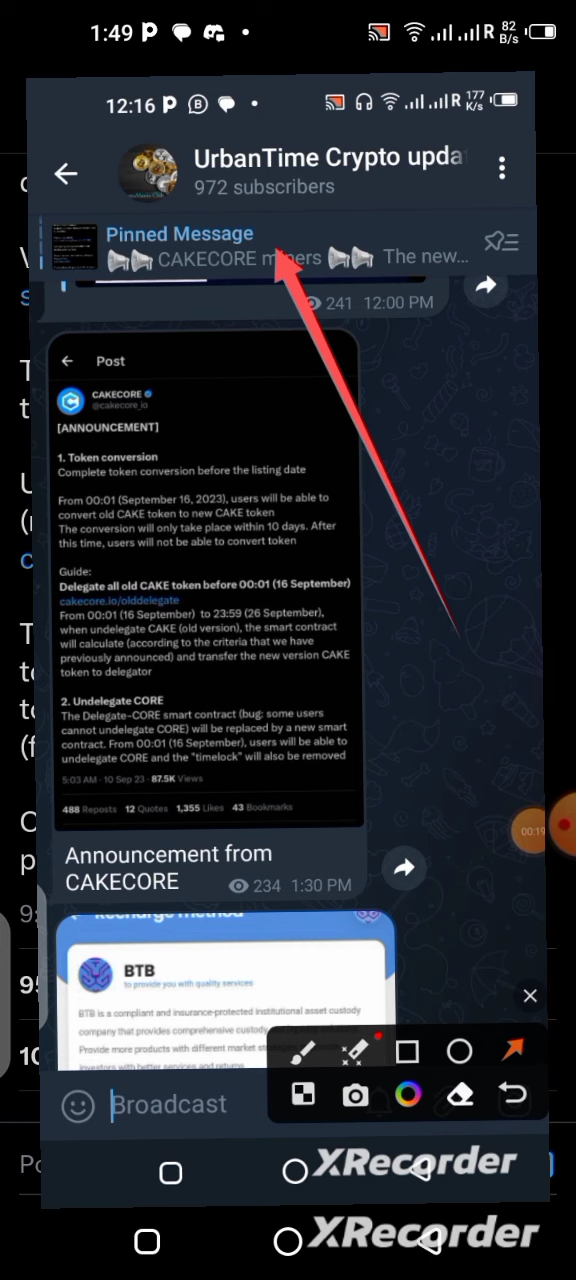 1:49
R 82 B/s
12:16
R 177 K/s
UrbanTime Crypto upda
972 subscribers
Pinned Message
CAKECORE miners The new...
241 12:00 PM
Post
CAKECORE
@cakecore_io
[ANNOUNCEMENT]
1. Token conversion
Complete token conversion before the listing date
From 00:01 (September 16, 2023), users will be able to
convert old CAKE token to new CAKE token
The conversion will only take place within 10 days. After
this time, users will not be able to convert token
Guide:
Delegate all old CAKE token before 00:01 (16 September)
cakecore.io/olddelegate
From 00:01 (16 September) to 23:59 (26 September),
when undelegate CAKE (old version), the smart contract
will calculate (according to the criteria that we have
previously announced) and transfer the new version CAKE
token to delegator
2. Undelegate CORE
The Delegate-CORE smart contract (bug: some users
cannot undelegate CORE) will be replaced by a new smart
contract. From 00:01 (16 September), users will be able to
undelegate CORE and the "timelock" will also be removed
5:03 AM · 10 Sep 23 · 87.5K Views
488 Reposts 12 Quotes 1,355 Likes 43 Bookmarks
00:19
Announcement from
CAKECORE
234 1:30 PM
Recharge method
BTB
to provide you with quality services
BTB is a compliant and insurance-protected institutional asset custody
company that provides comprehensive custody
Provide more products with different market
investors with better services and returns
Broadcast
XRecorder
XRecorder